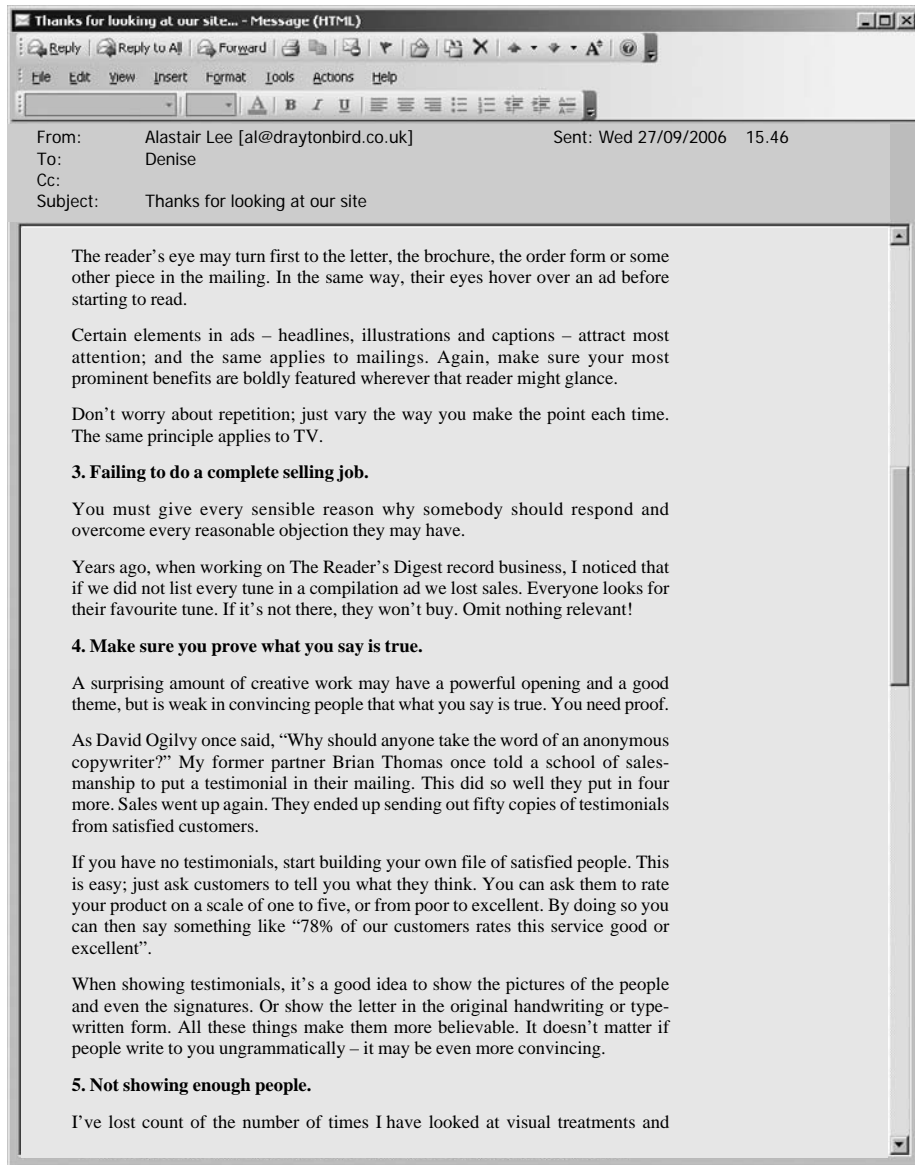 Thanks for looking at our site... - Message (HTML)
Reply Reply to All Forward
File Edit View Insert Format Tools Actions Help
A B I U
From: Alastair Lee [al@draytonbird.co.uk] Sent: Wed 27/09/2006 15.46
To: Denise
Cc:
Subject: Thanks for looking at our site
The reader’s eye may turn first to the letter, the brochure, the order form or some
other piece in the mailing. In the same way, their eyes hover over an ad before
starting to read.
Certain elements in ads – headlines, illustrations and captions – attract most
attention; and the same applies to mailings. Again, make sure your most
prominent benefits are boldly featured wherever that reader might glance.
Don’t worry about repetition; just vary the way you make the point each time.
The same principle applies to TV.
3. Failing to do a complete selling job.
You must give every sensible reason why somebody should respond and
overcome every reasonable objection they may have.
Years ago, when working on The Reader’s Digest record business, I noticed that
if we did not list every tune in a compilation ad we lost sales. Everyone looks for
their favourite tune. If it’s not there, they won’t buy. Omit nothing relevant!
4. Make sure you prove what you say is true.
A surprising amount of creative work may have a powerful opening and a good
theme, but is weak in convincing people that what you say is true. You need proof.
As David Ogilvy once said, “Why should anyone take the word of an anonymous
copywriter?” My former partner Brian Thomas once told a school of sales-
manship to put a testimonial in their mailing. This did so well they put in four
more. Sales went up again. They ended up sending out fifty copies of testimonials
from satisfied customers.
If you have no testimonials, start building your own file of satisfied people. This
is easy; just ask customers to tell you what they think. You can ask them to rate
your product on a scale of one to five, or from poor to excellent. By doing so you
can then say something like “78% of our customers rates this service good or
excellent”.
When showing testimonials, it’s a good idea to show the pictures of the people
and even the signatures. Or show the letter in the original handwriting or type-
written form. All these things make them more believable. It doesn’t matter if
people write to you ungrammatically – it may be even more convincing.
5. Not showing enough people.
I’ve lost count of the number of times I have looked at visual treatments and